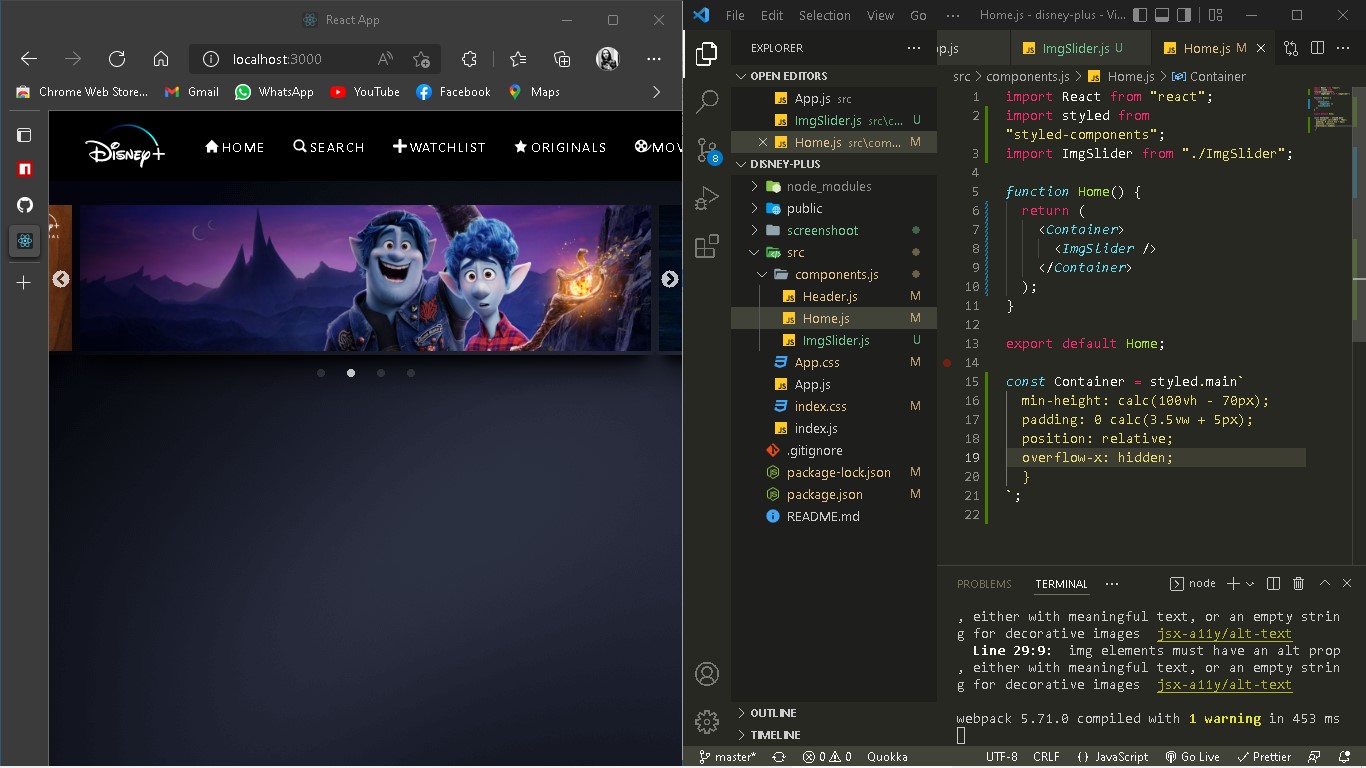 React App
localhost:3000
Chrome Web Store...
Gmail
WhatsApp
YouTube
Facebook
Maps
Disney+
HOME
SEARCH
WATCHLIST
ORIGINALS
MOV
File Edit Selection View Go ... Home.js - disney-plus - Vi...
EXPLORER
OPEN EDITORS
App.js src
ImgSlider.js src\c... U
Home.js src\com... M
DISNEY-PLUS
node_modules
public
screenshoot
src
components.js
Header.js M
Home.js M
ImgSlider.js U
App.css M
App.js
index.css M
index.js
.gitignore
package-lock.json M
package.json M
README.md
OUTLINE
TIMELINE
8
pp.js
ImgSlider.js U
Home.js M
src > components.js > Home.js > Container
1 import React from "react";
2 import styled from
"styled-components";
3 import ImgSlider from "./ImgSlider";
4
5 function Home() {
6 return (
7 <Container>
8 <ImgSlider />
9 </Container>
10 );
11 }
12
13 export default Home;
14
15 const Container = styled.main`
16 min-height: calc(100vh - 70px);
17 padding: 0 calc(3.5vw + 5px);
18 position: relative;
19 overflow-x: hidden;
20 }
21 `;
22
PROBLEMS TERMINAL ... node
, either with meaningful text, or an empty strin
g for decorative images jsx-a11y/alt-text
Line 29:9: img elements must have an alt prop
, either with meaningful text, or an empty strin
g for decorative images jsx-a11y/alt-text
webpack 5.71.0 compiled with 1 warning in 453 ms
master* 0 0 Quokka UTF-8 CRLF {} JavaScript Go Live Prettier